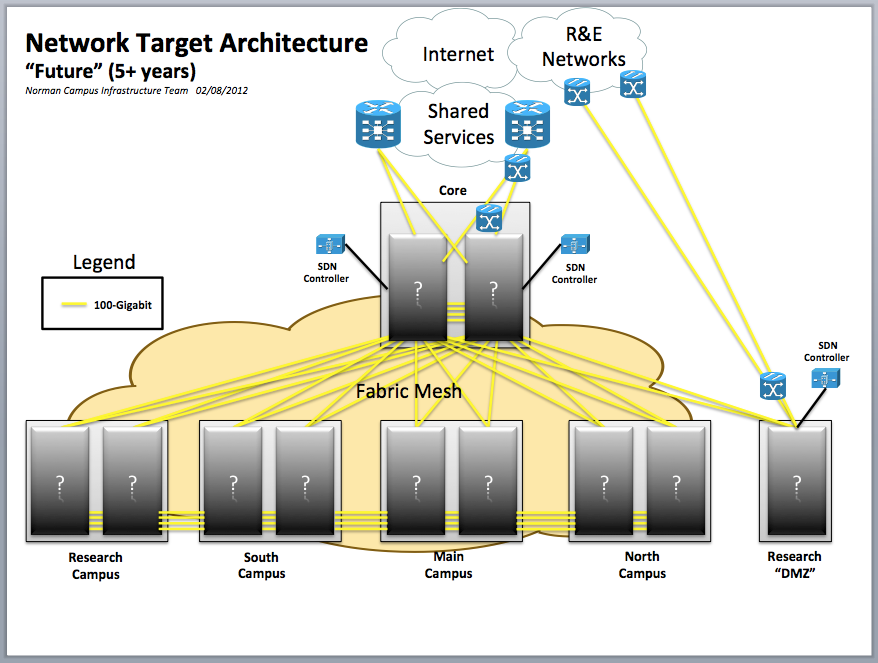 Network Target Architecture
“Future” (5+ years)
Norman Campus Infrastructure Team 02/08/2012
Internet
R&E
Networks
Shared
Services
Core
SDN
Controller
SDN
Controller
?
?
Legend
100-Gigabit
SDN
Controller
Fabric Mesh
?
?
?
?
?
?
?
?
?
Research
Campus
South
Campus
Main
Campus
North
Campus
Research
“DMZ”